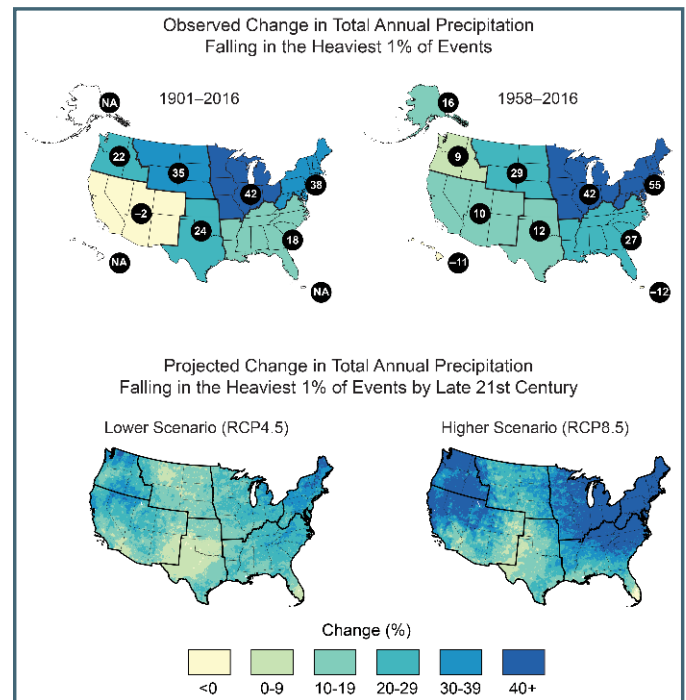 Observed Change in Total Annual Precipitation
Falling in the Heaviest 1% of Events
1901–2016
NA
22
35
42
38
–2
24
18
NA
NA
1958–2016
16
9
29
42
55
10
12
27
–11
–12
Projected Change in Total Annual Precipitation
Falling in the Heaviest 1% of Events by Late 21st Century
Lower Scenario (RCP4.5)
Higher Scenario (RCP8.5)
Change (%)
<0
0-9
10-19
20-29
30-39
40+